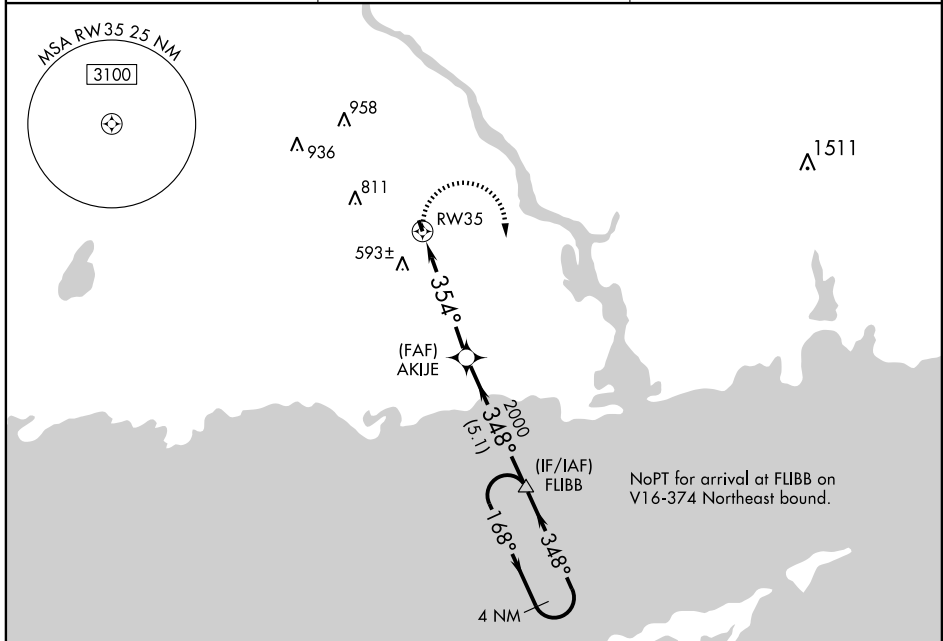 MSA RW35 25 NM
3100
958
936
811
1511
RW35
593±
354°
(FAF)
AKIJE
2000
348°
(5.1)
(IF/IAF)
FLIBB
NoPT for arrival at FLIBB on
V16-374 Northeast bound.
168°
348°
4 NM